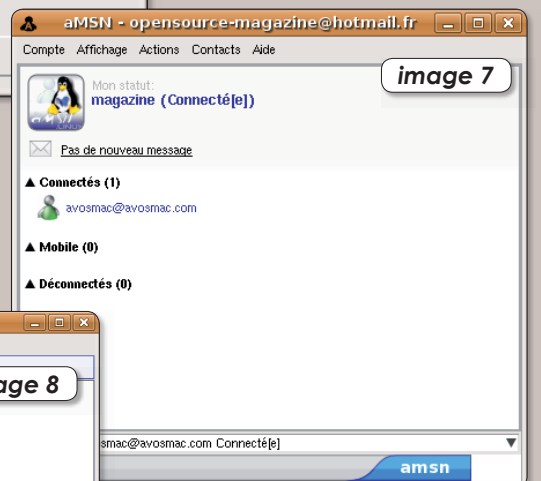 aMSN - opensource-magazine@hotmail.fr
Compte Affichage Actions Contacts Aide
image 7
Mon statut:
magazine (Connecté[e])
Pas de nouveau message
▲ Connectés (1)
avosmac@avosmac.com
▲ Mobile (0)
▲ Déconnectés (0)
age 8
smac@avosmac.com Connecté[e]
amsn